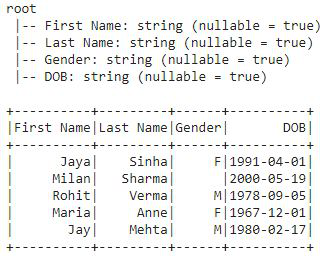 root
 |-- First Name: string (nullable = true)
 |-- Last Name: string (nullable = true)
 |-- Gender: string (nullable = true)
 |-- DOB: string (nullable = true)

+----------+---------+------+----------+
|First Name|Last Name|Gender|       DOB|
+----------+---------+------+----------+
|      Jaya|    Sinha|     F|1991-04-01|
|     Milan|   Sharma|      |2000-05-19|
|     Rohit|    Verma|     M|1978-09-05|
|     Maria|     Anne|     F|1967-12-01|
|       Jay|    Mehta|     M|1980-02-17|
+----------+---------+------+----------+